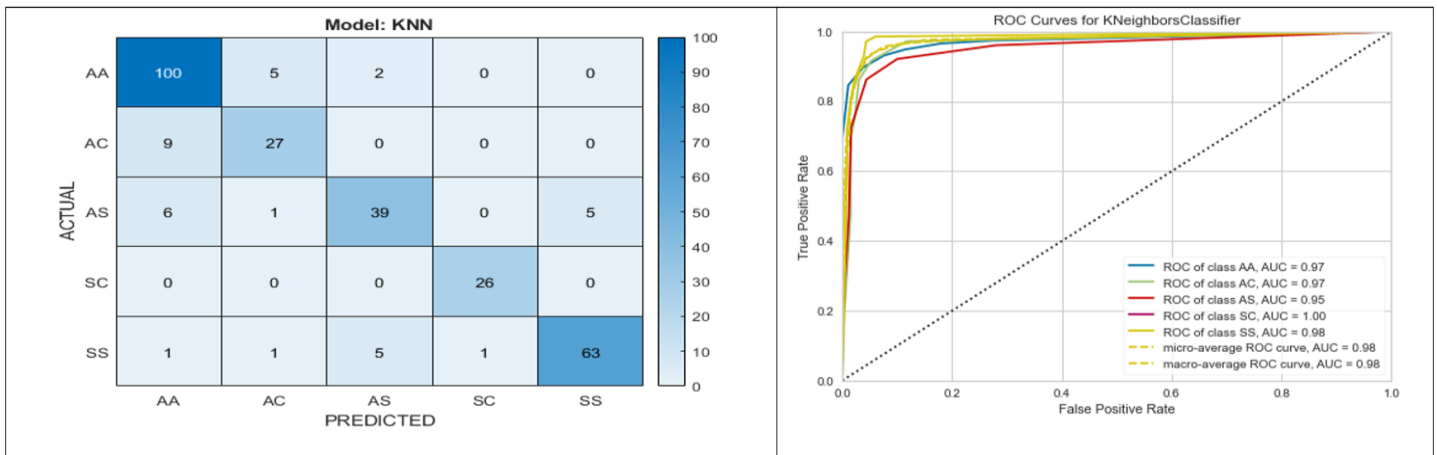 Model: KNN
AA 100 5 2 0 0
AC 9 27 0 0 0
AS 6 1 39 0 5
SC 0 0 0 26 0
SS 1 1 5 1 63
AA AC AS SC SS
PREDICTED
ACTUAL
100
90
80
70
60
50
40
30
20
10
0
ROC Curves for KNeighborsClassifier
1.0
0.8
0.6
0.4
0.2
0.0
True Positive Rate
ROC of class AA, AUC = 0.97
ROC of class AC, AUC = 0.97
ROC of class AS, AUC = 0.95
ROC of class SC, AUC = 1.00
ROC of class SS, AUC = 0.98
micro-average ROC curve, AUC = 0.98
macro-average ROC curve, AUC = 0.98
0.0 0.2 0.4 0.6 0.8 1.0
False Positive Rate